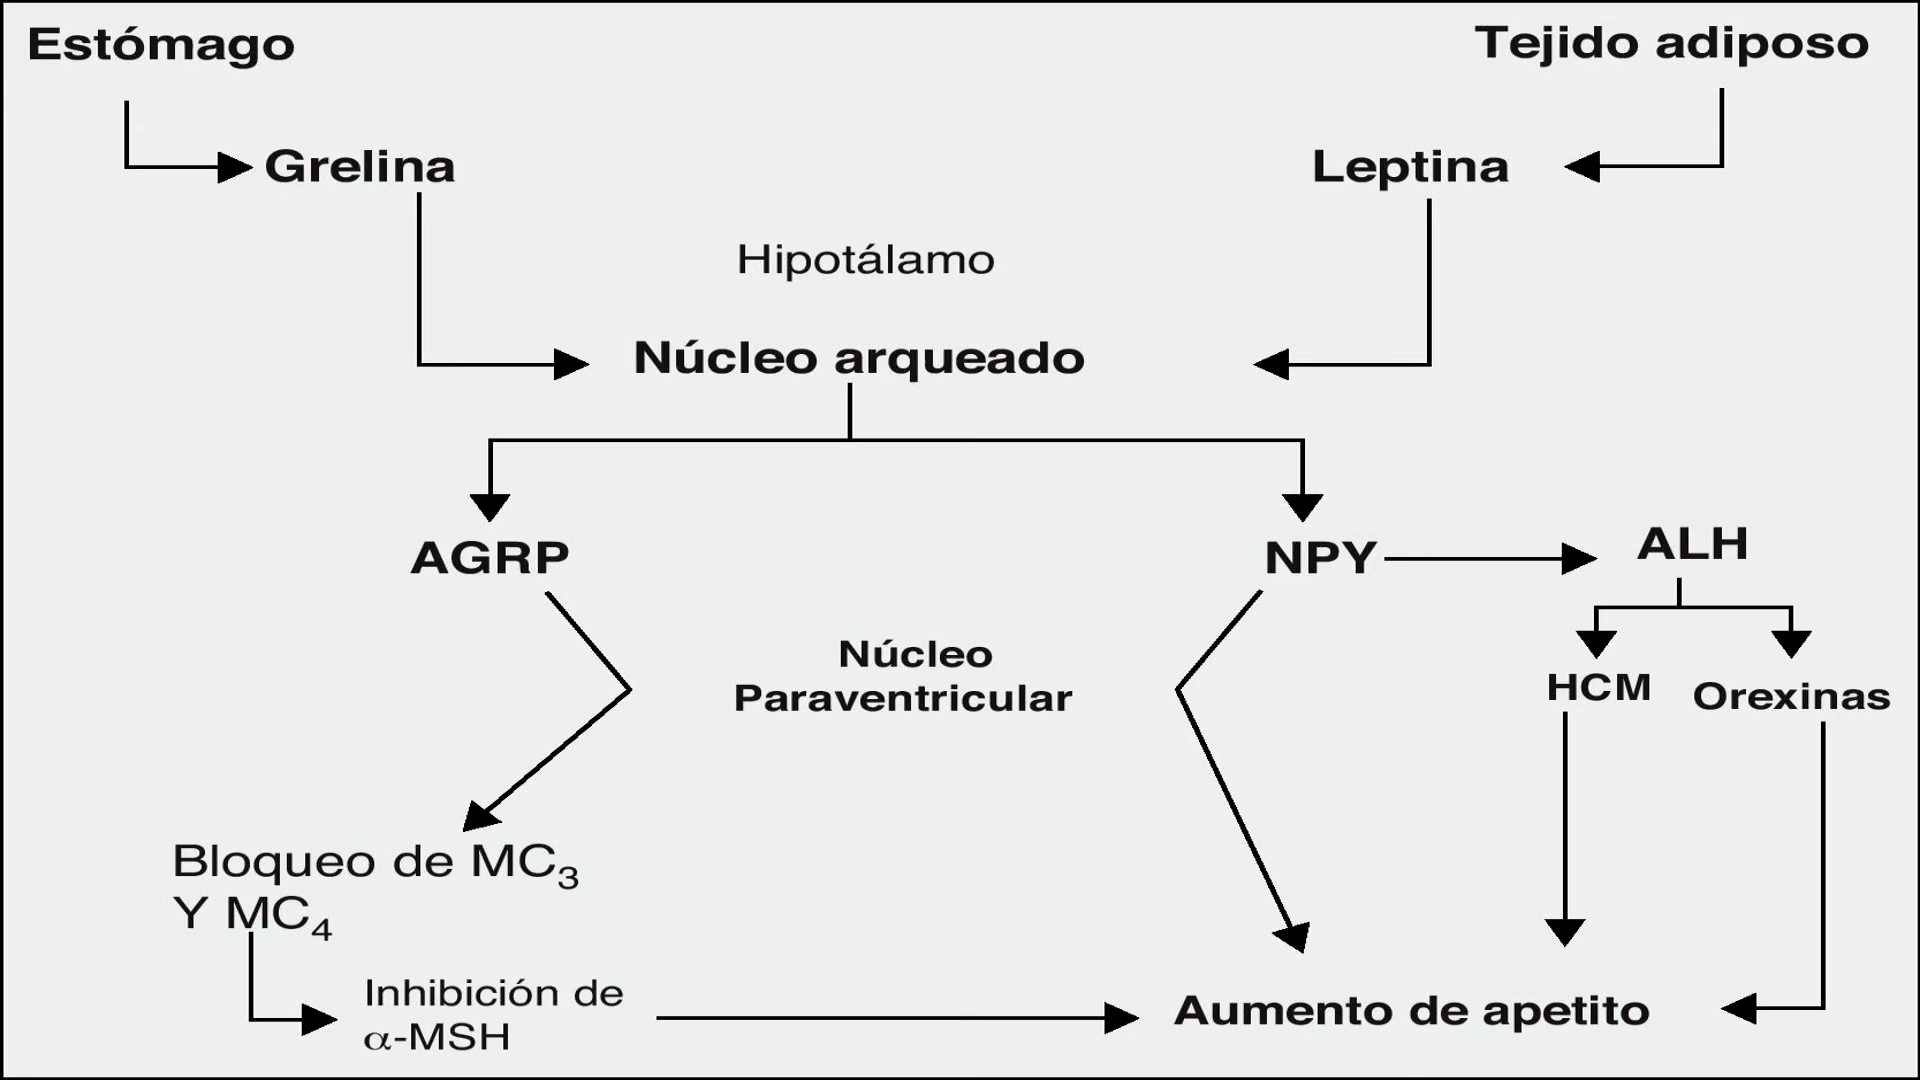 Estómago
Tejido adiposo
Grelina
Leptina
Hipotálamo
Núcleo arqueado
AGRP
NPY
ALH
Núcleo
Paraventricular
HCM
Orexinas
Bloqueo de MC₃
Y MC₄
Inhibición de
α-MSH
Aumento de apetito